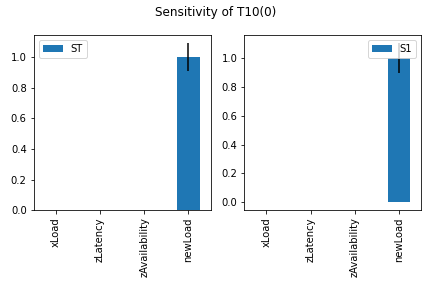 Sensitivity of T10(0)
ST
1.0
0.8
0.6
0.4
0.2
0.0
xLoad
zLatency
zAvailability
newLoad
S1
1.0
0.8
0.6
0.4
0.2
0.0
xLoad
zLatency
zAvailability
newLoad